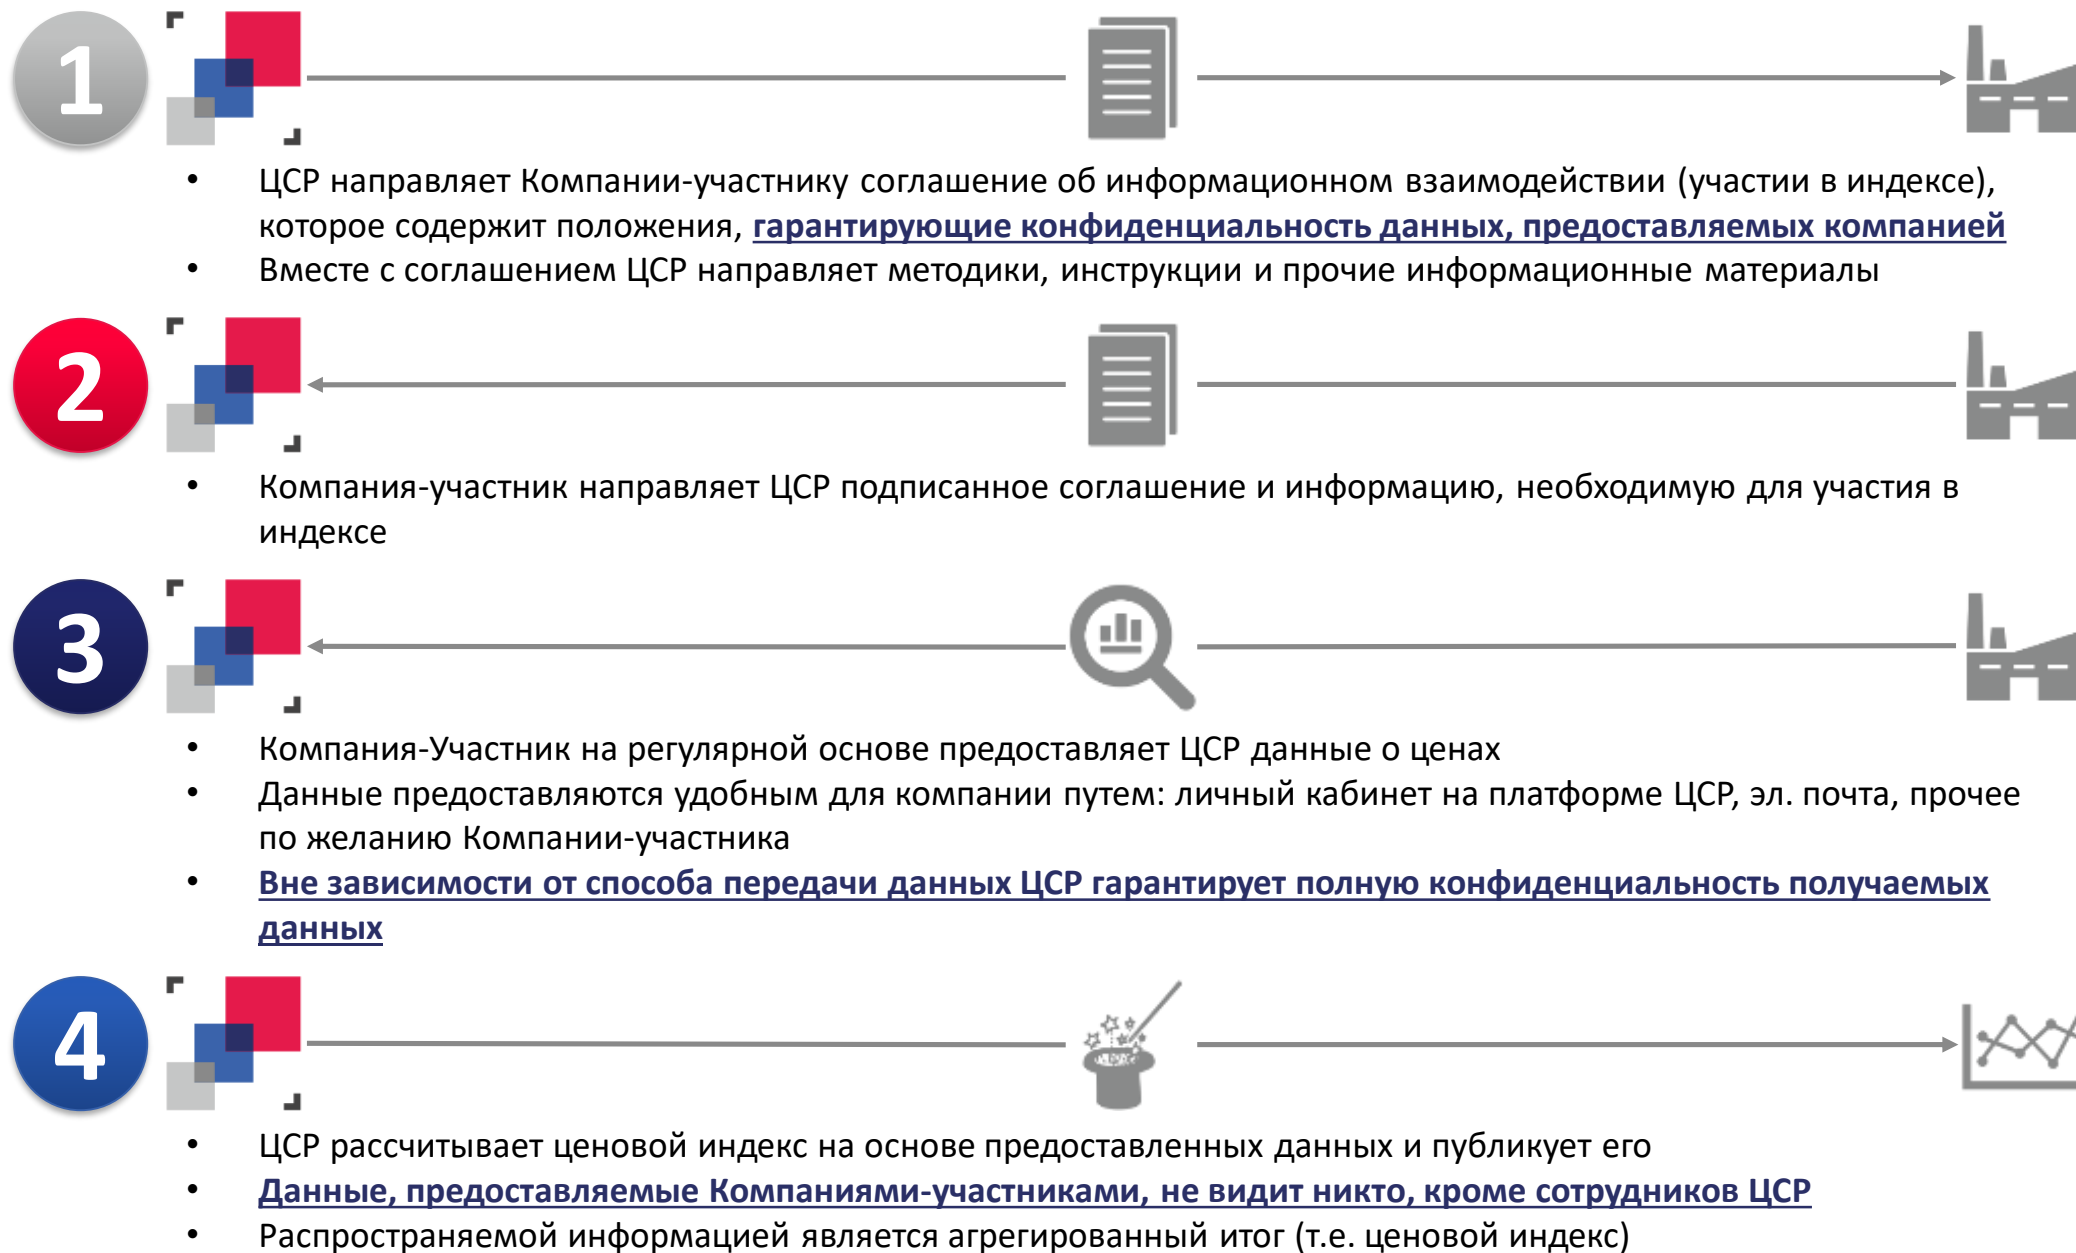 1
• ЦСР направляет Компании-участнику соглашение об информационном взаимодействии (участии в индексе),
которое содержит положения, гарантирующие конфиденциальность данных, предоставляемых компанией
• Вместе с соглашением ЦСР направляет методики, инструкции и прочие информационные материалы
2
• Компания-участник направляет ЦСР подписанное соглашение и информацию, необходимую для участия в
индексе
3
• Компания-Участник на регулярной основе предоставляет ЦСР данные о ценах
• Данные предоставляются удобным для компании путем: личный кабинет на платформе ЦСР, эл. почта, прочее
по желанию Компании-участника
• Вне зависимости от способа передачи данных ЦСР гарантирует полную конфиденциальность получаемых
данных
4
• ЦСР рассчитывает ценовой индекс на основе предоставленных данных и публикует его
• Данные, предоставляемые Компаниями-участниками, не видит никто, кроме сотрудников ЦСР
• Распространяемой информацией является агрегированный итог (т.е. ценовой индекс)